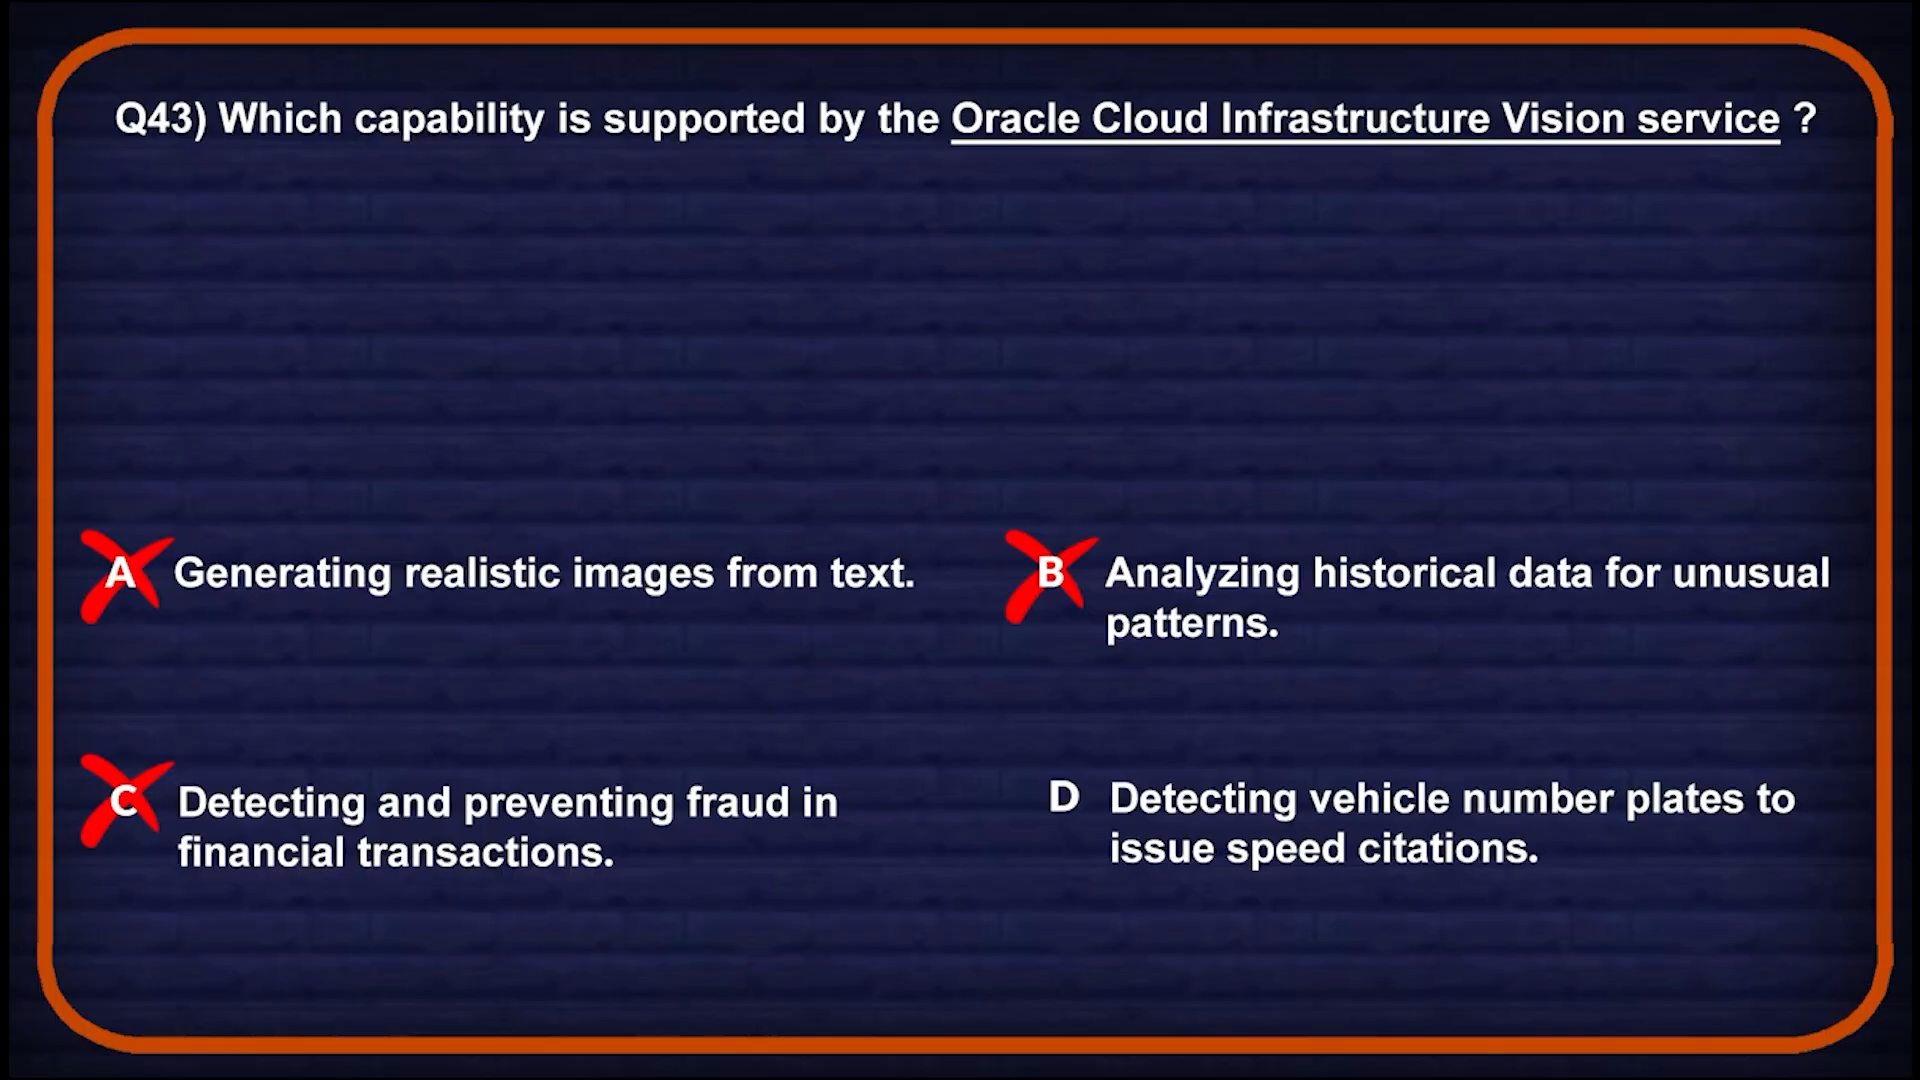 Q43) Which capability is supported by the Oracle Cloud Infrastructure Vision service ?
A Generating realistic images from text.
B Analyzing historical data for unusual
patterns.
C Detecting and preventing fraud in
financial transactions.
D Detecting vehicle number plates to
issue speed citations.